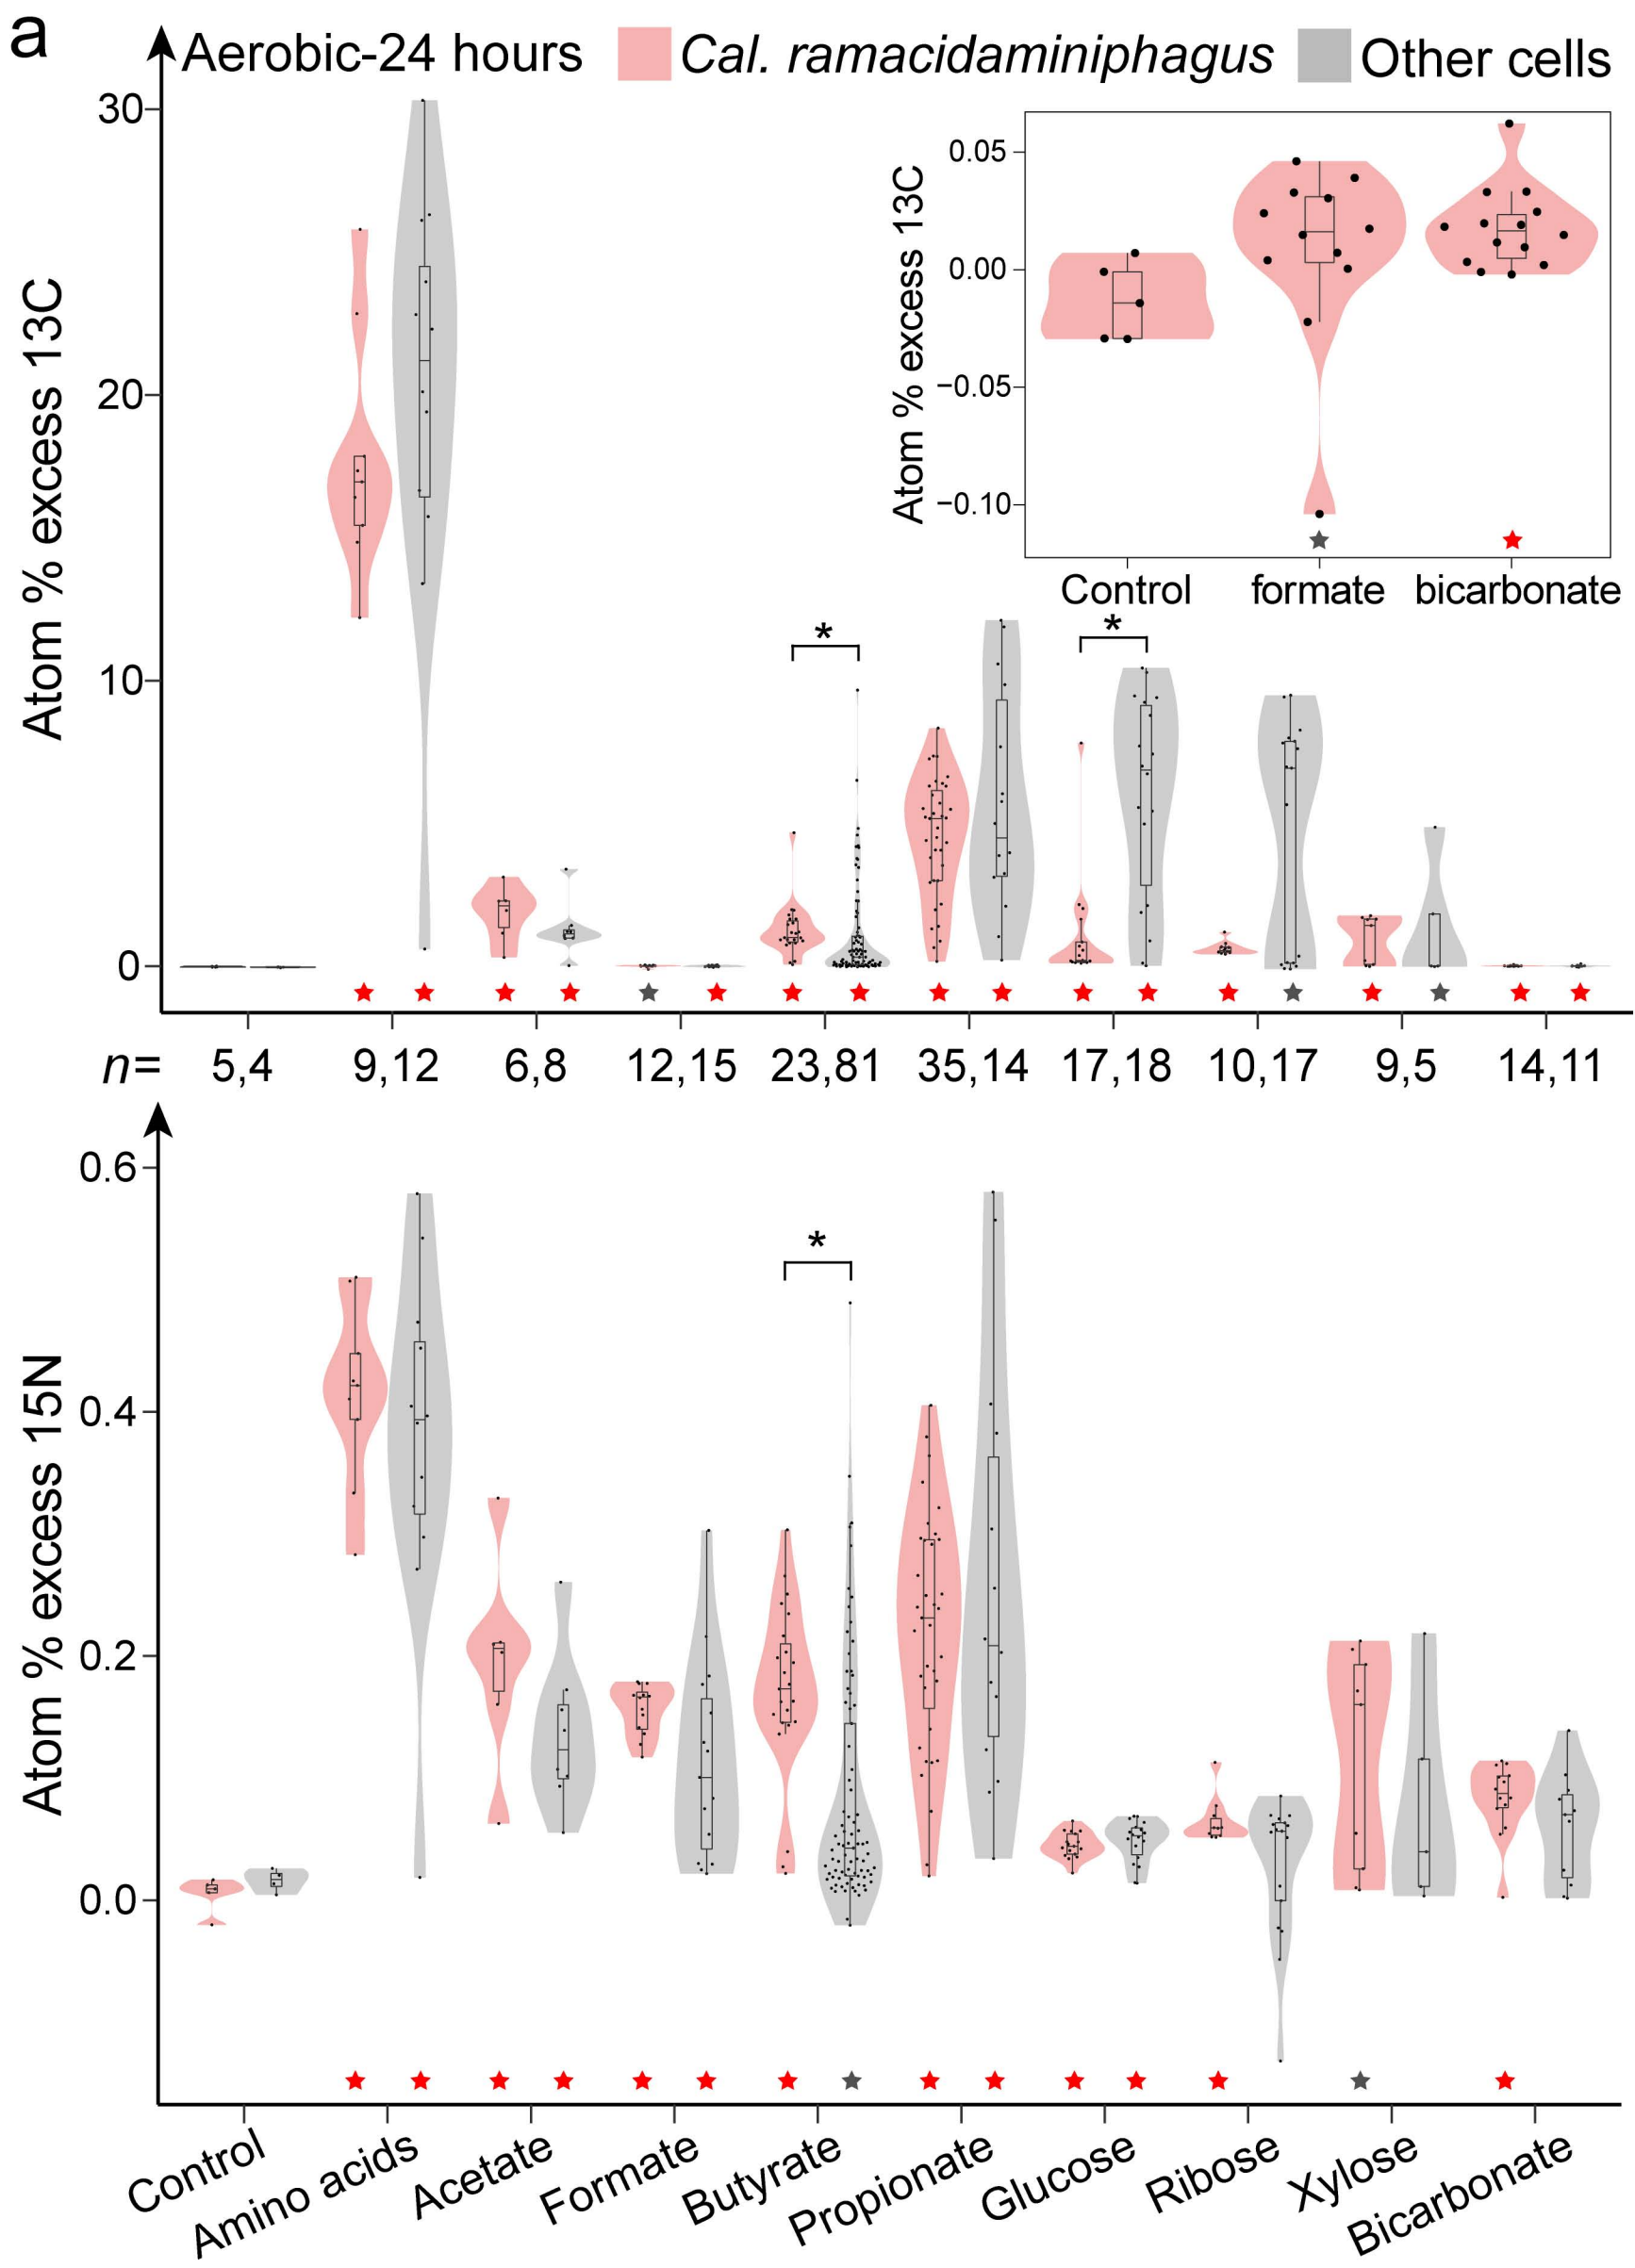 a
Aerobic-24 hours
Cal. ramacidaminiphagus
Other cells
Atom % excess 13C
30
20
10
0
Atom % excess 13C
0.05
0.00
−0.05
−0.10
Control formate bicarbonate
*
*
n= 5,4 9,12 6,8 12,15 23,81 35,14 17,18 10,17 9,5 14,11
Atom % excess 15N
0.6
0.4
0.2
0.0
*
Control
Amino acids
Acetate
Formate
Butyrate
Propionate
Glucose
Ribose
Xylose
Bicarbonate